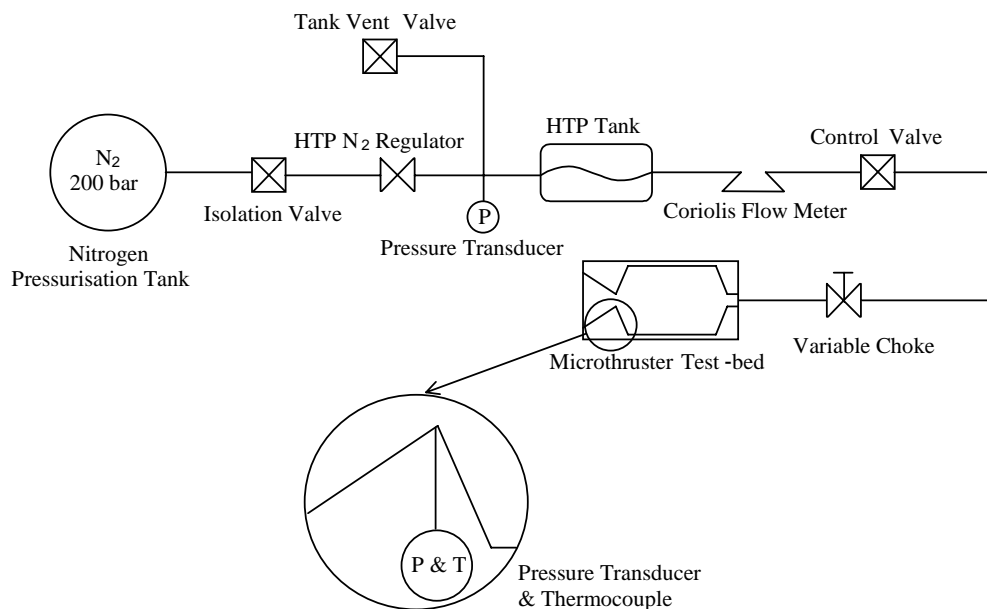 Tank Vent Valve
N₂
200 bar
HTP N₂ Regulator
HTP Tank
Control Valve
Isolation Valve
P
Coriolis Flow Meter
Pressure Transducer
Nitrogen
Pressurisation Tank
Variable Choke
Microthruster Test -bed
P & T
Pressure Transducer
& Thermocouple